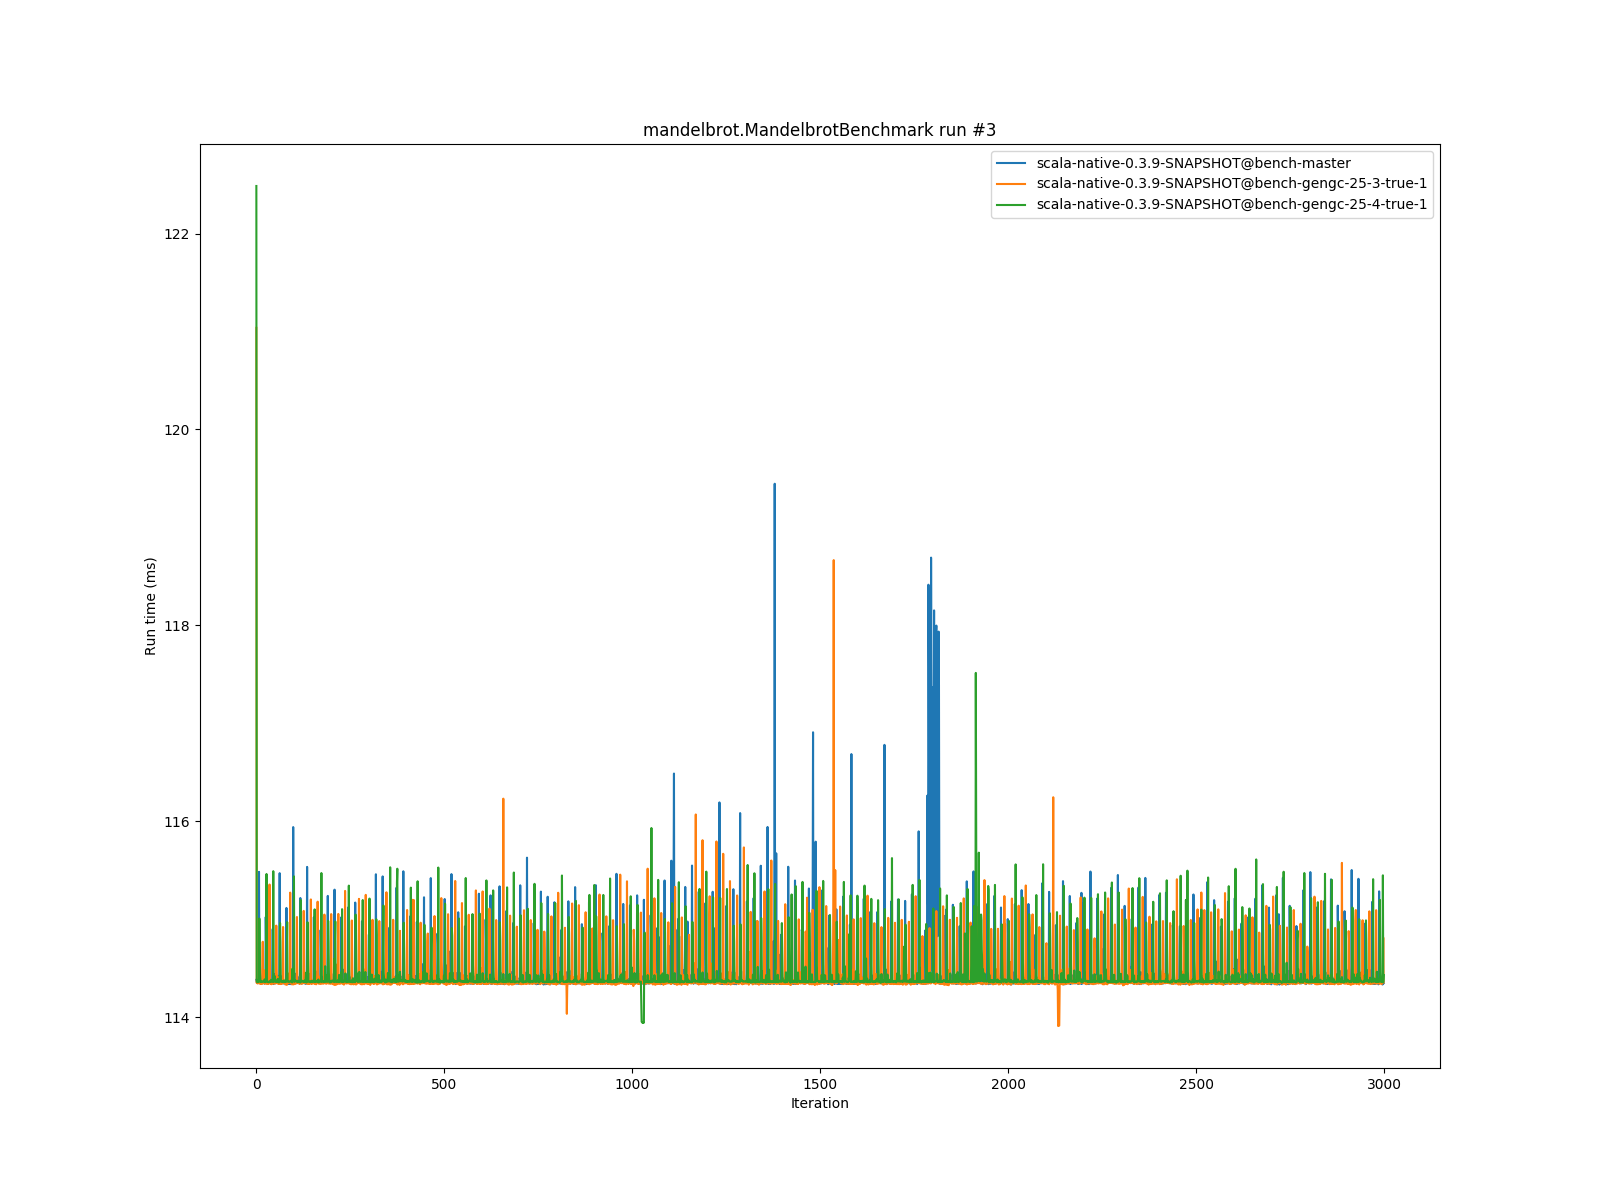 mandelbrot.MandelbrotBenchmark run #3
scala-native-0.3.9-SNAPSHOT@bench-master
scala-native-0.3.9-SNAPSHOT@bench-gengc-25-3-true-1
scala-native-0.3.9-SNAPSHOT@bench-gengc-25-4-true-1
122
120
118
116
114
Run time (ms)
0
500
1000
1500
2000
2500
3000
Iteration